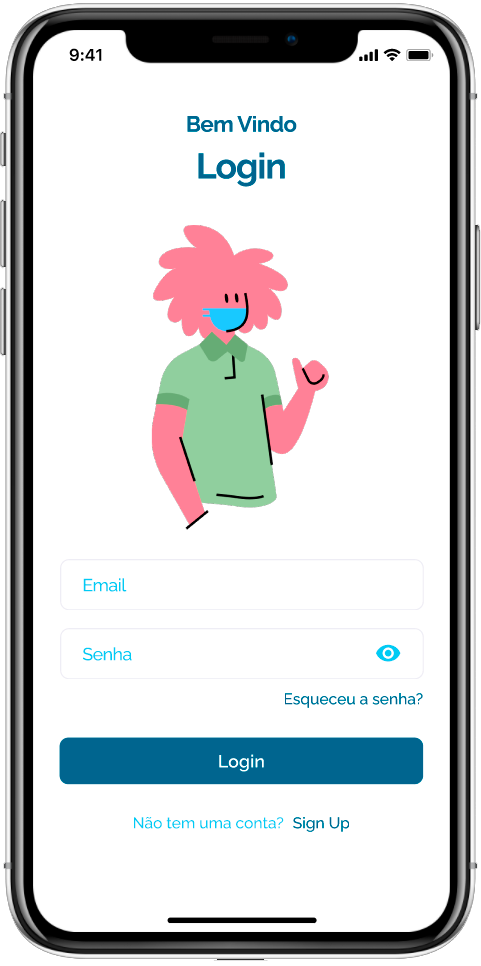 9:41
Bem Vindo
Login
Email
Senha
Esqueceu a senha?
Login
Não tem uma conta? Sign Up